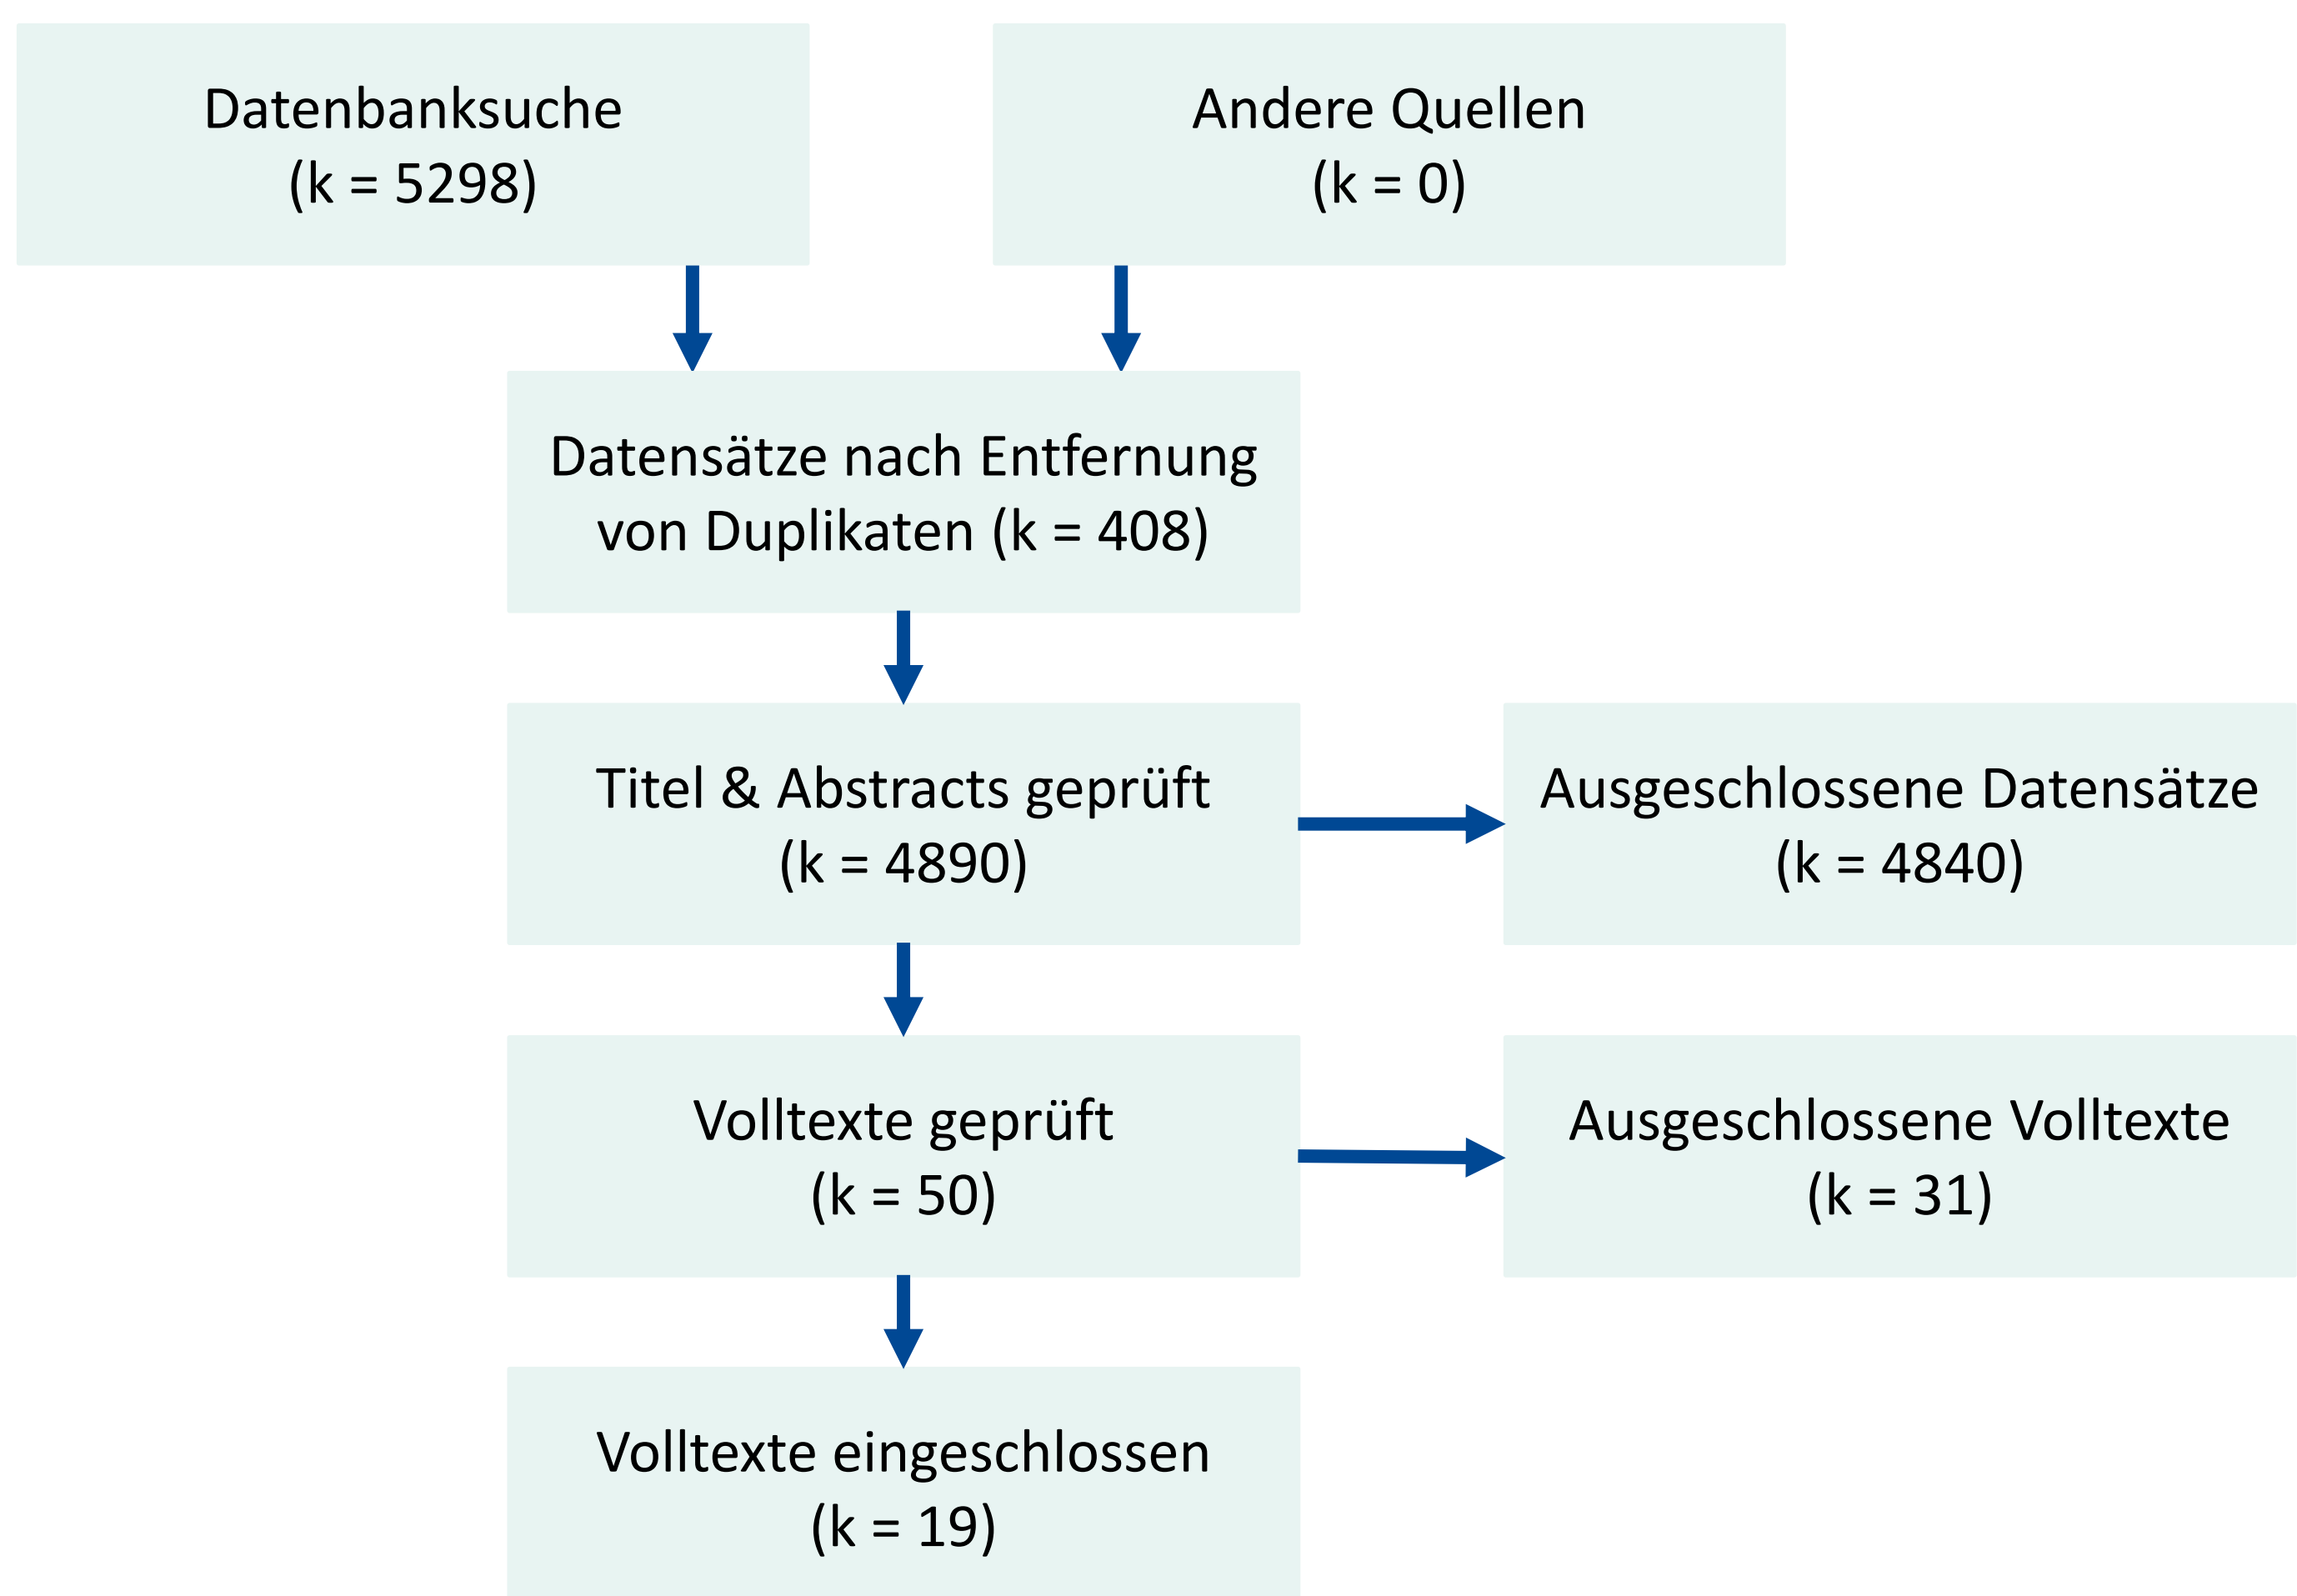 Datenbanksuche
(k = 5298)
Andere Quellen
(k = 0)
Datensätze nach Entfernung
von Duplikaten (k = 408)
Titel & Abstracts geprüft
(k = 4890)
Ausgeschlossene Datensätze
(k = 4840)
Volltexte geprüft
(k = 50)
Ausgeschlossene Volltexte
(k = 31)
Volltexte eingeschlossen
(k = 19)